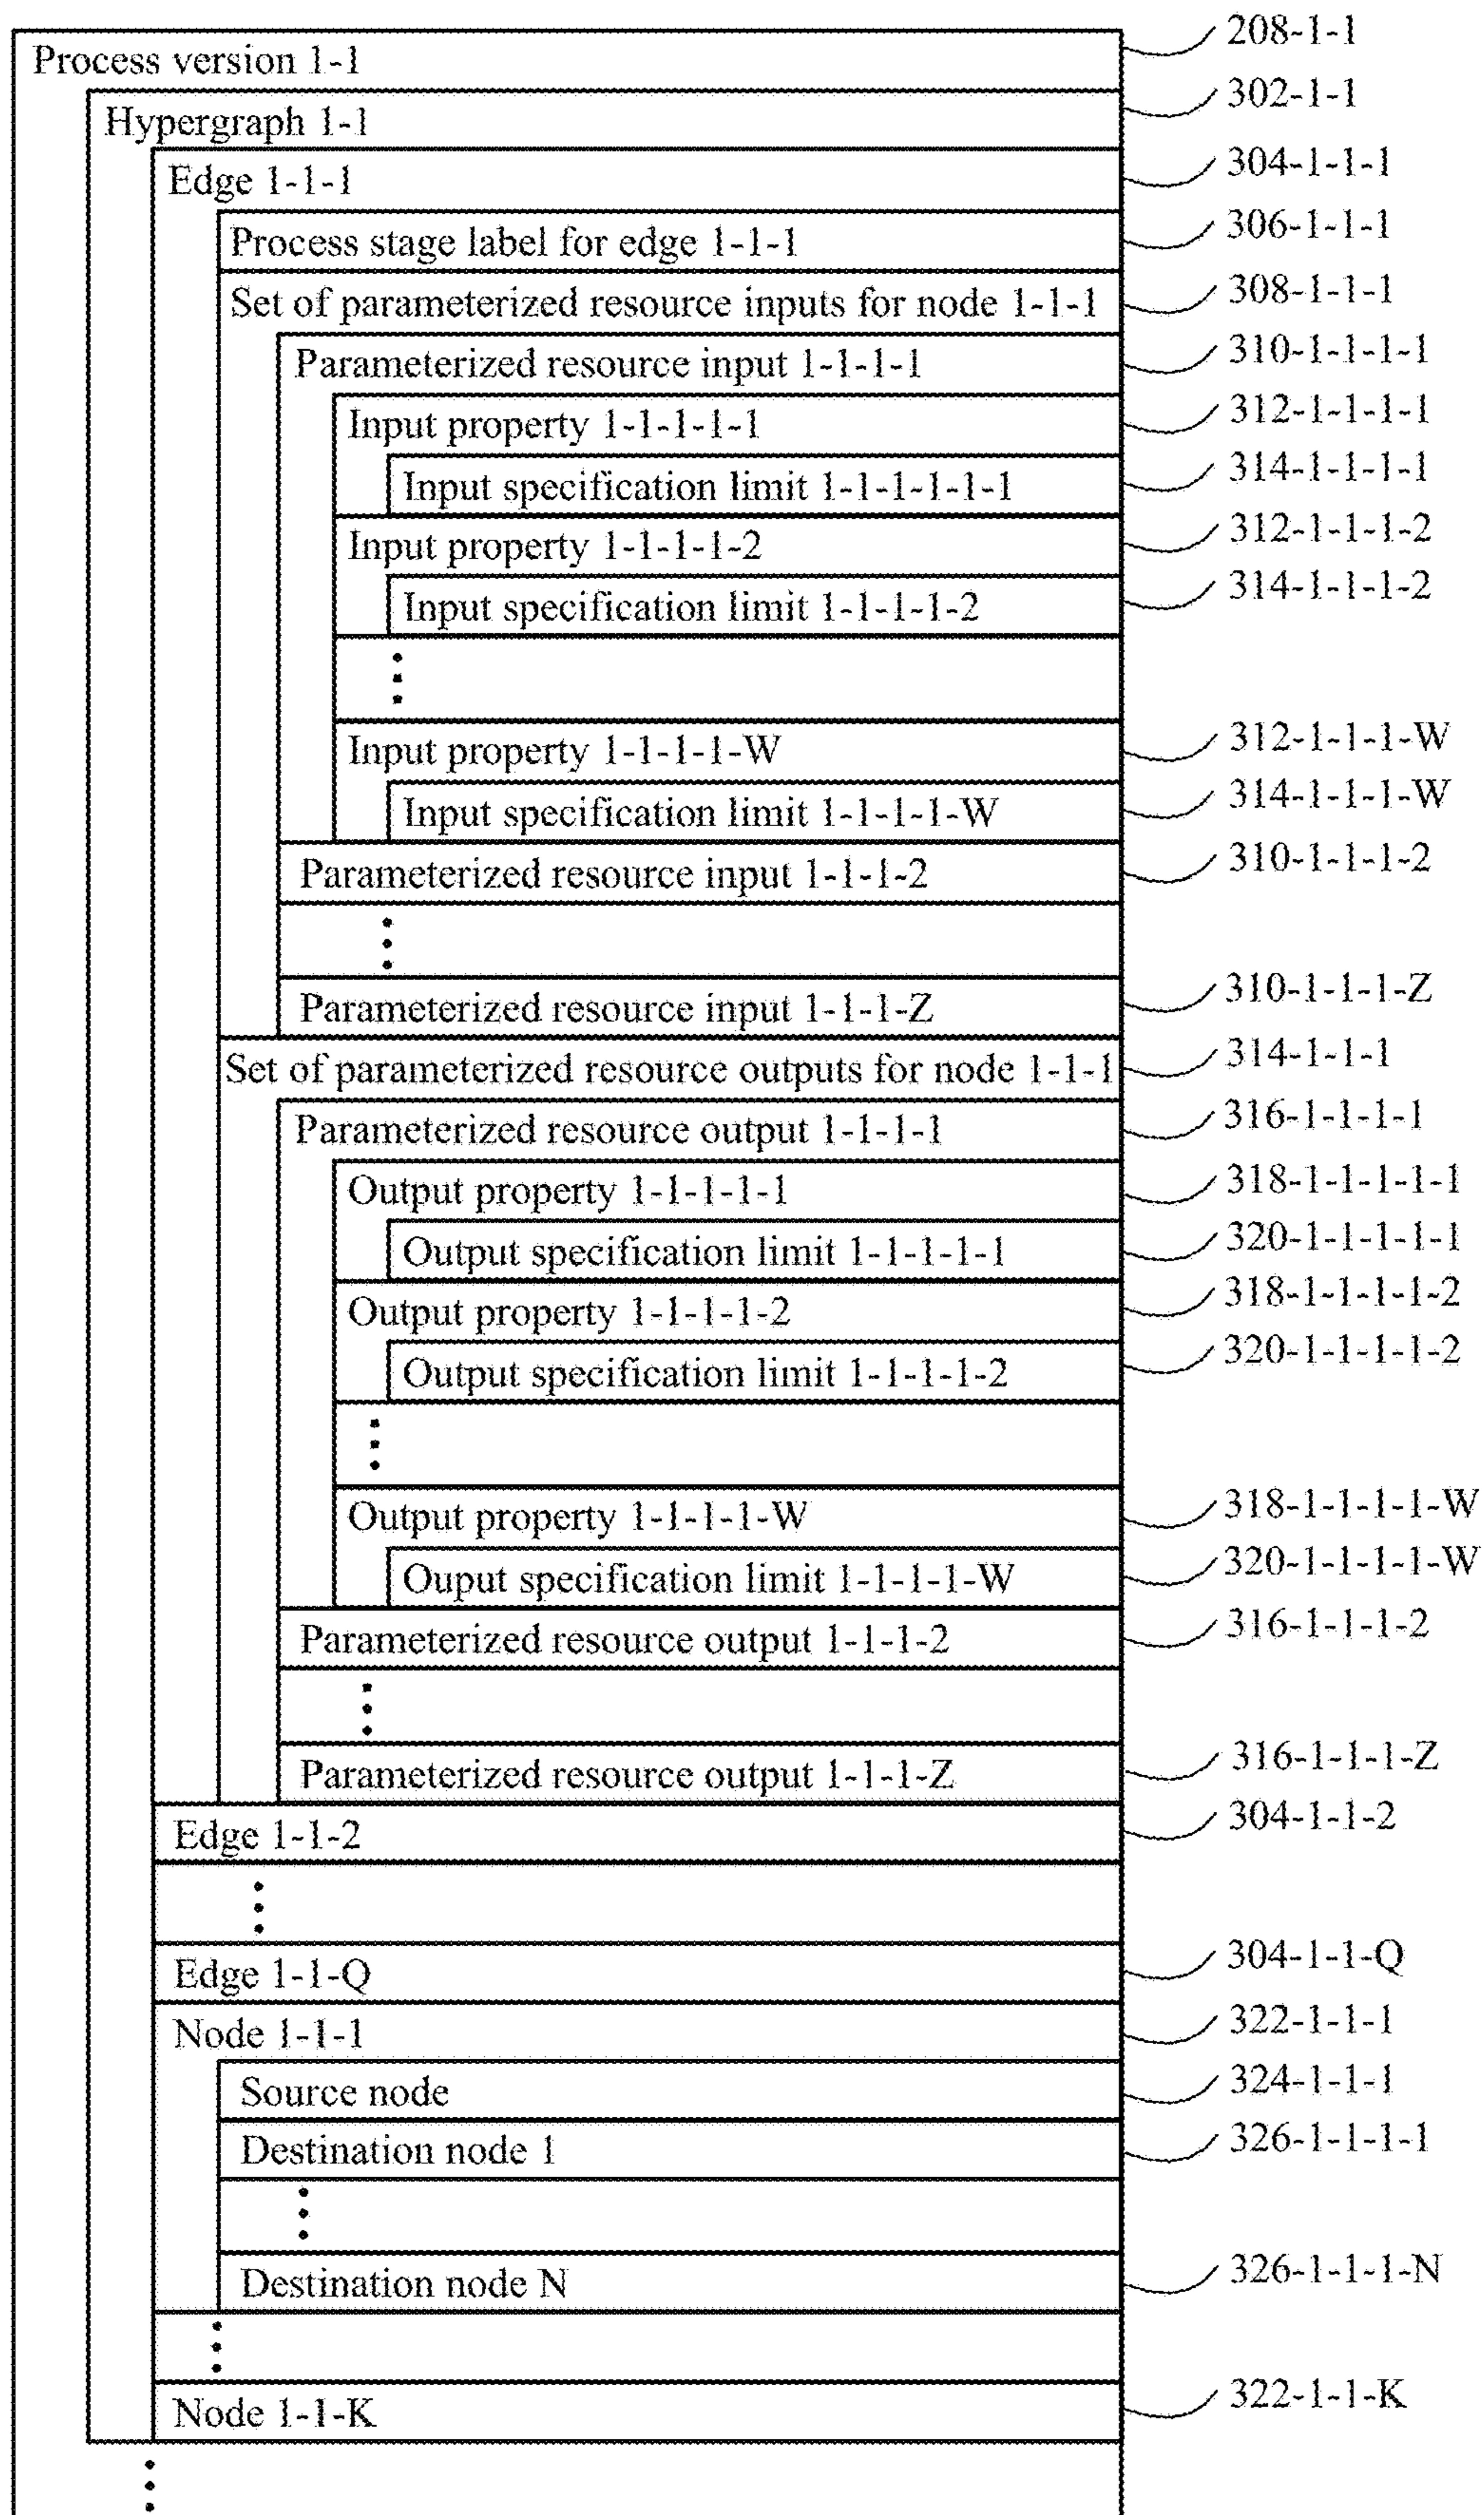 Process version 1-1 208-1-1
Hypergraph 1-1 302-1-1
Edge 1-1-1 304-1-1-1
Process stage label for edge 1-1-1 306-1-1-1
Set of parameterized resource inputs for node 1-1-1 308-1-1-1
Parameterized resource input 1-1-1-1 310-1-1-1-1
Input property 1-1-1-1-1 312-1-1-1-1
Input specification limit 1-1-1-1-1-1 314-1-1-1-1
Input property 1-1-1-1-2 312-1-1-1-2
Input specification limit 1-1-1-1-2 314-1-1-1-2
Input property 1-1-1-1-W 312-1-1-1-W
Input specification limit 1-1-1-1-W 314-1-1-1-W
Parameterized resource input 1-1-1-2 310-1-1-1-2
Parameterized resource input 1-1-1-Z 310-1-1-1-Z
Set of parameterized resource outputs for node 1-1-1 314-1-1-1
Parameterized resource output 1-1-1-1 316-1-1-1-1
Output property 1-1-1-1-1 318-1-1-1-1-1
Output specification limit 1-1-1-1-1 320-1-1-1-1-1
Output property 1-1-1-1-2 318-1-1-1-1-2
Output specification limit 1-1-1-1-2 320-1-1-1-1-2
Output property 1-1-1-1-W 318-1-1-1-1-W
Ouput specification limit 1-1-1-1-W 320-1-1-1-1-W
Parameterized resource output 1-1-1-2 316-1-1-1-2
Parameterized resource output 1-1-1-Z 316-1-1-1-Z
Edge 1-1-2 304-1-1-2
Edge 1-1-Q 304-1-1-Q
Node 1-1-1 322-1-1-1
Source node 324-1-1-1
Destination node 1 326-1-1-1-1
Destination node N 326-1-1-1-N
Node 1-1-K 322-1-1-K